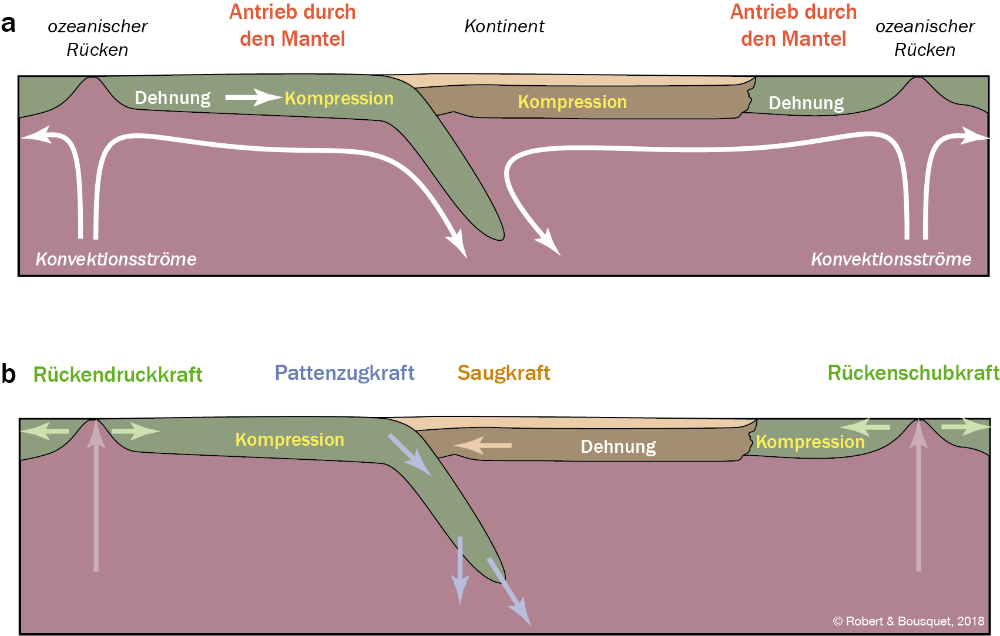 a
ozeanischer
Rücken
Antrieb durch
den Mantel
Kontinent
Antrieb durch
den Mantel
ozeanischer
Rücken
Dehnung
Kompression
Kompression
Dehnung
Konvektionsströme
Konvektionsströme
b
Rückendruckkraft
Pattenzugkraft
Saugkraft
Rückenschubkraft
Kompression
Dehnung
Kompression
© Robert & Bousquet, 2018